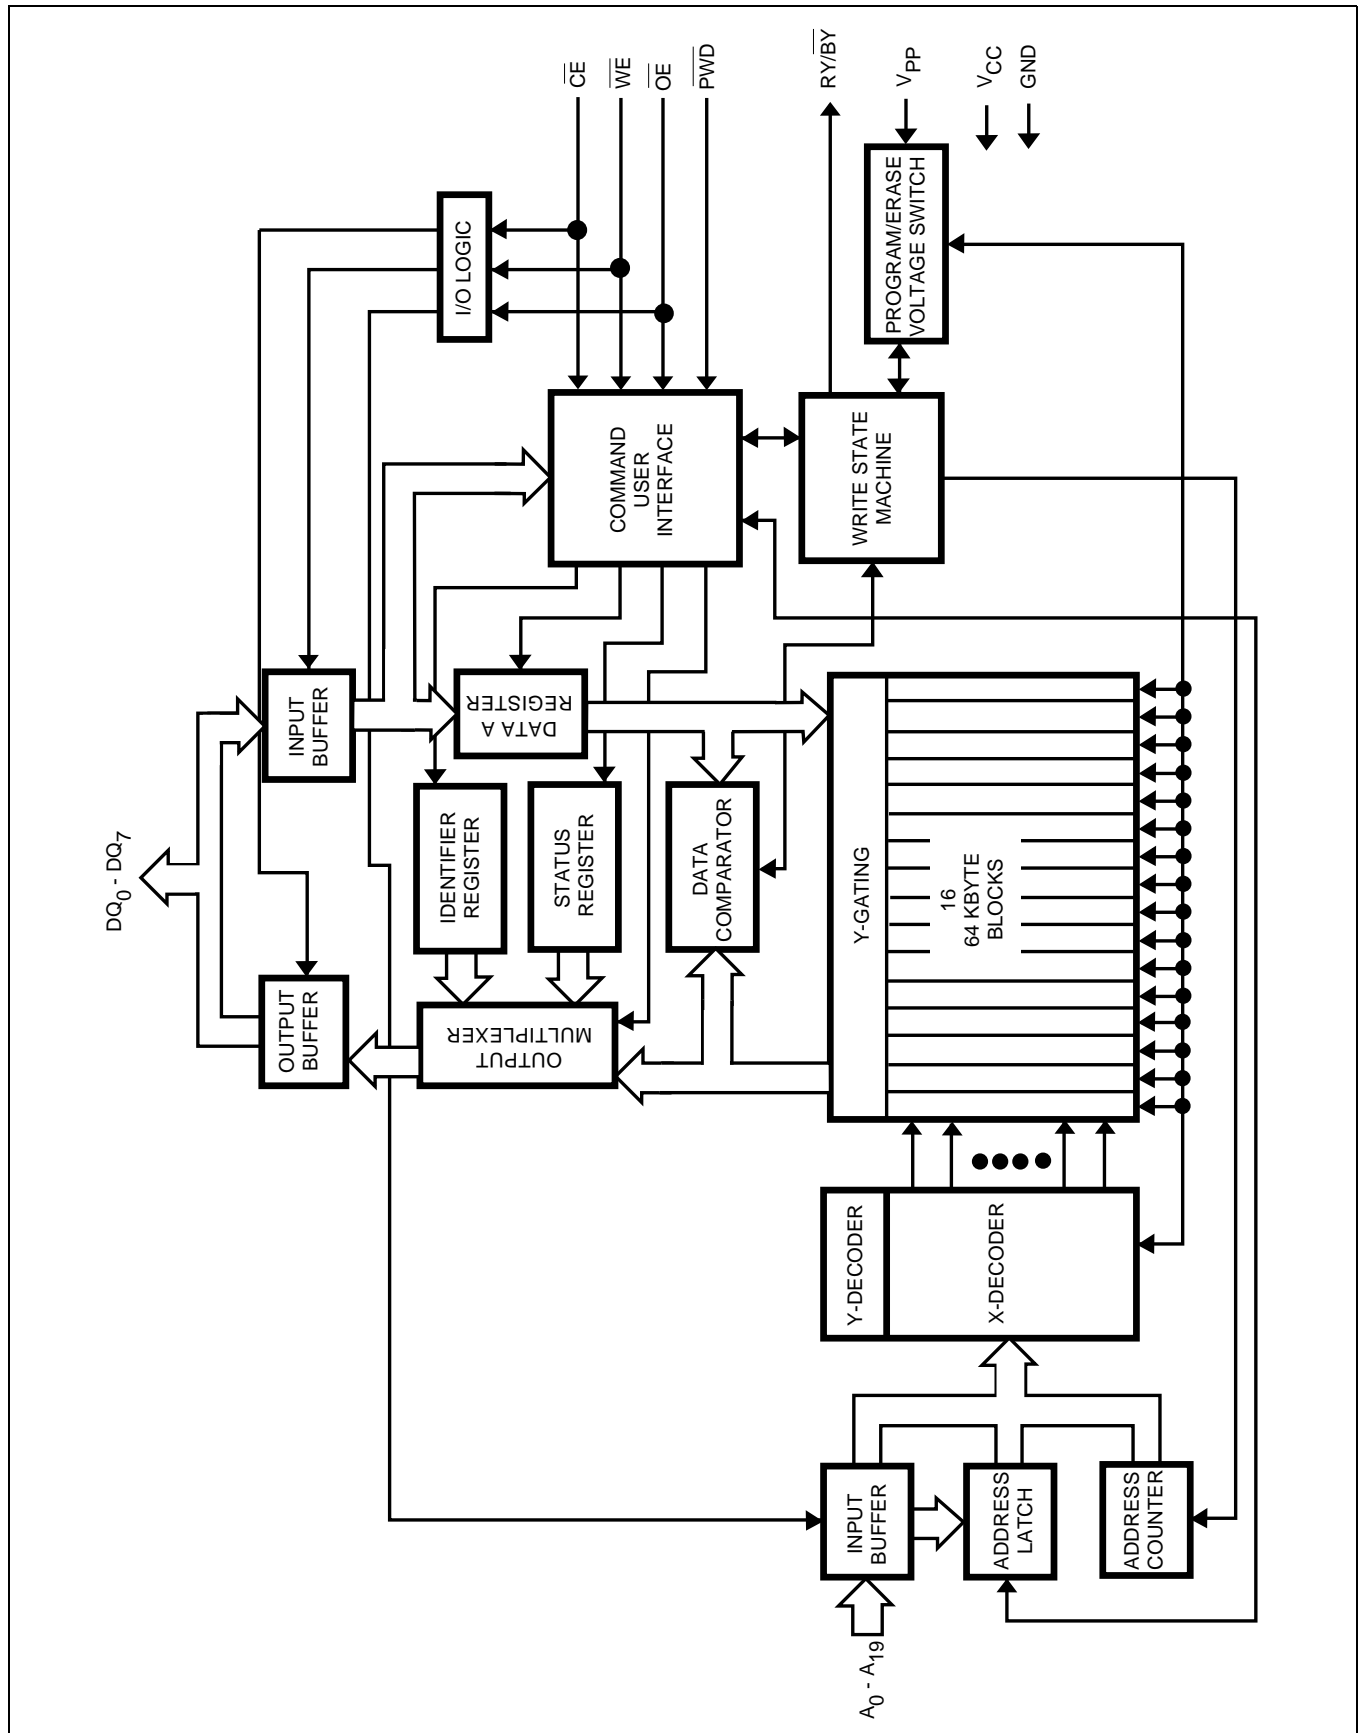 DQ0 - DQ7
OUTPUT
BUFFER
INPUT
BUFFER
I/O LOGIC
CE
WE
OE
PWD
IDENTIFIER
REGISTER
DATA A
REGISTER
STATUS
REGISTER
OUTPUT
MULTIPLEXER
DATA
COMPARATOR
COMMAND
USER
INTERFACE
WRITE STATE
MACHINE
RY/BY
PROGRAM/ERASE
VOLTAGE SWITCH
VPP
VCC
GND
A0 - A19
INPUT
BUFFER
Y-DECODER
Y-GATING
ADDRESS
LATCH
X-DECODER
16
64 KBYTE
BLOCKS
ADDRESS
COUNTER